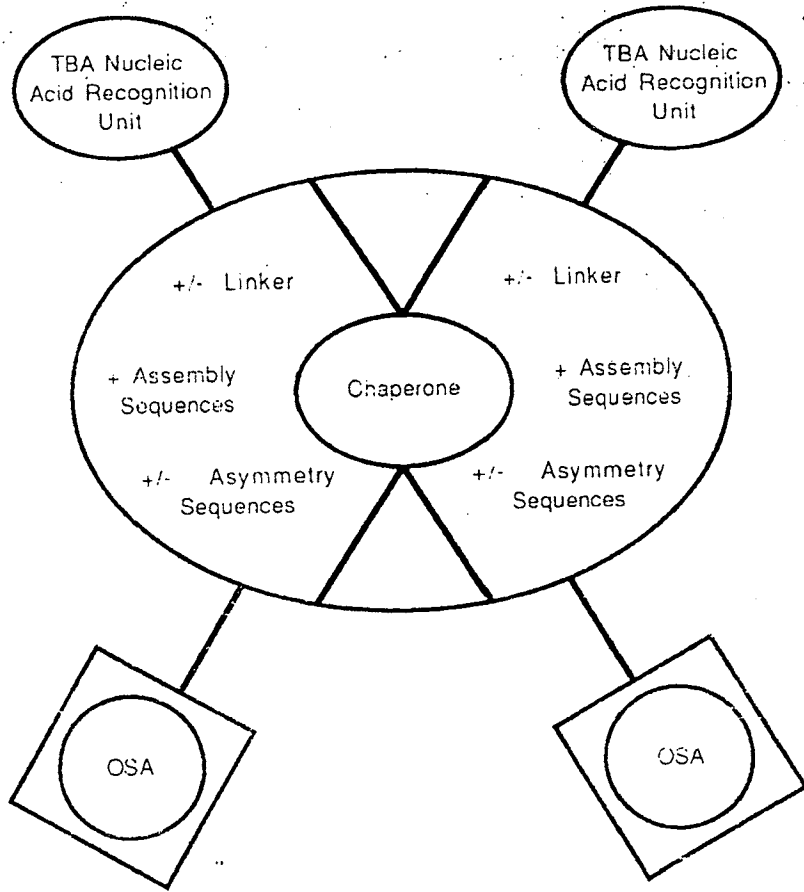 TBA Nucleic
Acid Recognition
Unit
TBA Nucleic
Acid Recognition
Unit
+/- Linker
+/- Linker
+ Assembly
Sequences
Chaperone
+ Assembly
Sequences
+/- Asymmetry
Sequences
+/- Asymmetry
Sequences
OSA
OSA